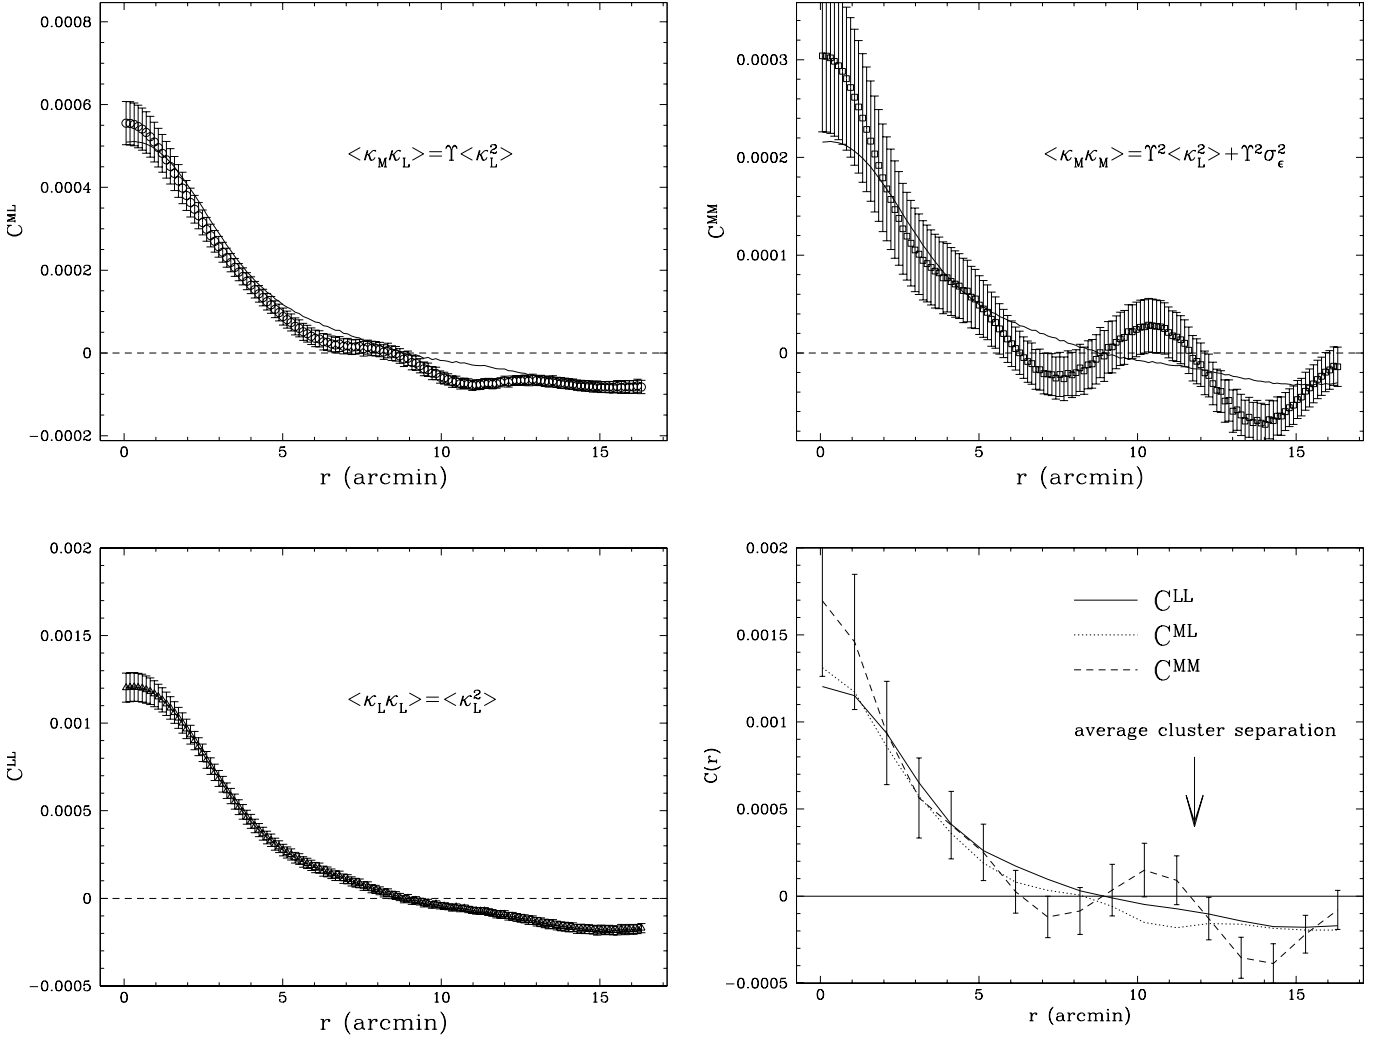 0.0008
0.0006
0.0004
0.0002
0
−0.0002
C^ML
<κ_M κ_L>=ϒ<κ_L^2>
0 5 10 15
r (arcmin)
0.0003
0.0002
0.0001
0
C^MM
<κ_M κ_M>=ϒ^2<κ_L^2>+ϒ^2σ_ϵ^2
0 5 10 15
r (arcmin)
0.002
0.0015
0.001
0.0005
0
−0.0005
C^LL
<κ_L κ_L>=<κ_L^2>
0 5 10 15
r (arcmin)
0.002
0.0015
0.001
0.0005
0
−0.0005
C(r)
C^LL
C^ML
C^MM
average cluster separation
0 5 10 15
r (arcmin)